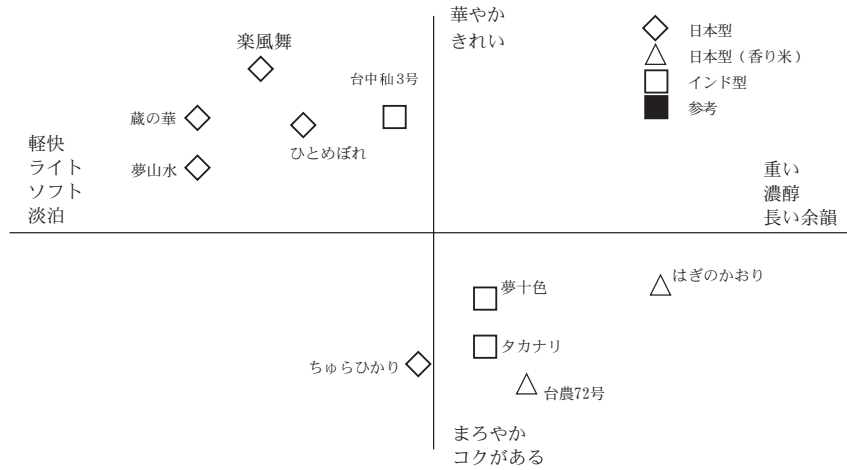 華やか
きれい
日本型
日本型（香り米）
インド型
参考
楽風舞
台中秈3号
蔵の華
ひとめぼれ
夢山水
軽快
ライト
ソフト
淡泊
重い
濃醇
長い余韻
はぎのかおり
夢十色
タカナリ
ちゅらひかり
台農72号
まろやか
コクがある